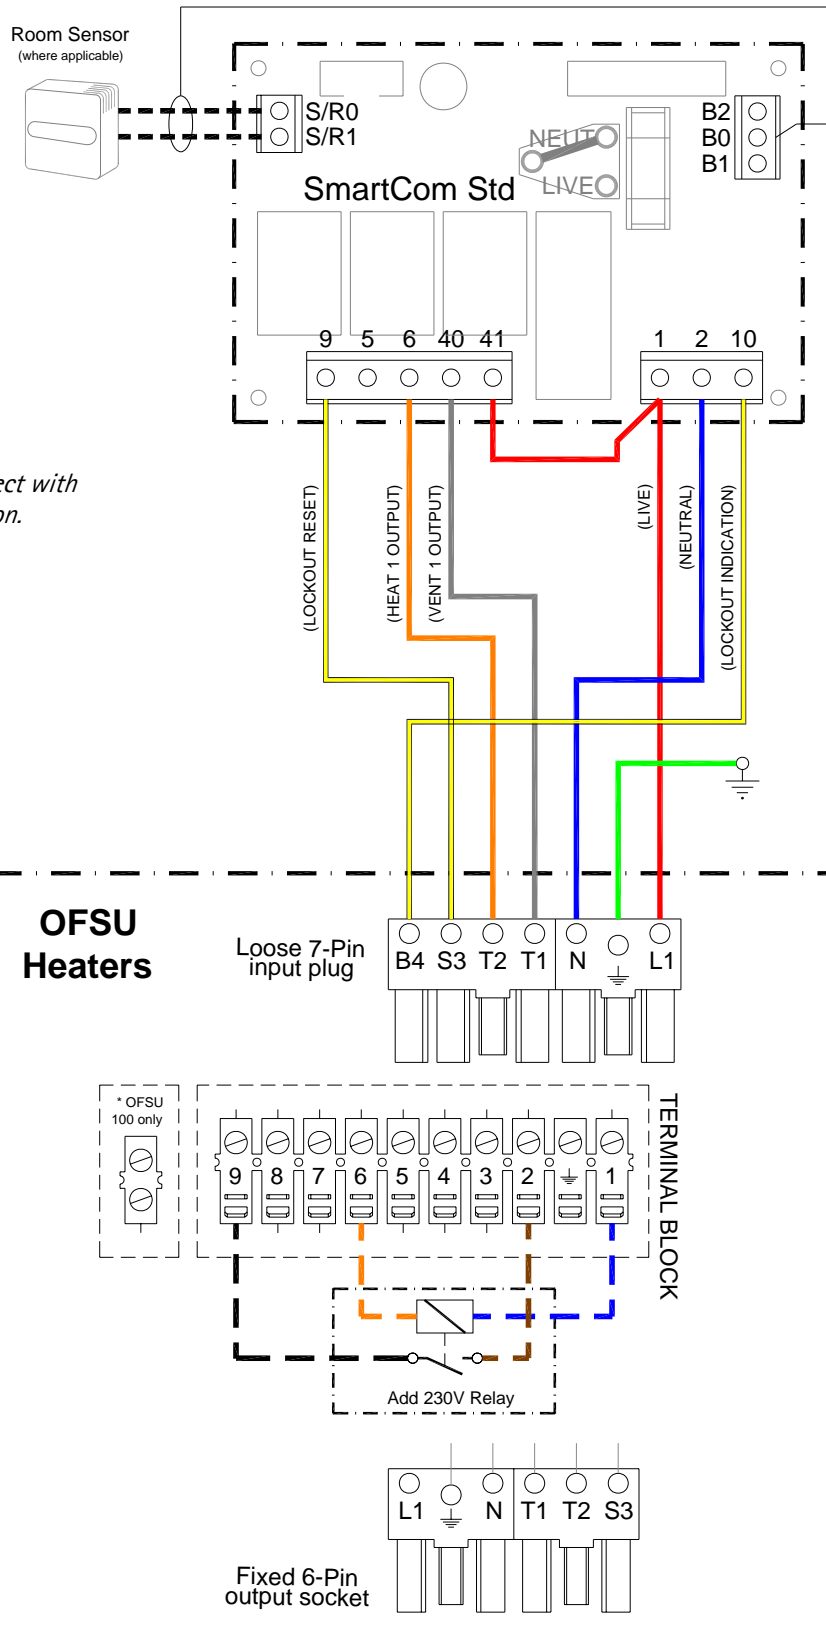 Room Sensor
(where applicable)
S/R0
S/R1
B2
B0
B1
NEUT
LIVE
SmartCom Std
9 5 6 40 41
1 2 10
ect with
on.
(LOCKOUT RESET)
(HEAT 1 OUTPUT)
(VENT 1 OUTPUT)
(LIVE)
(NEUTRAL)
(LOCKOUT INDICATION)
OFSU
Heaters
Loose 7-Pin
input plug
B4 S3 T2 T1 N L1
* OFSU
100 only
9 8 7 6 5 4 3 2 1
TERMINAL BLOCK
Add 230V Relay
L1 N T1 T2 S3
Fixed 6-Pin
output socket